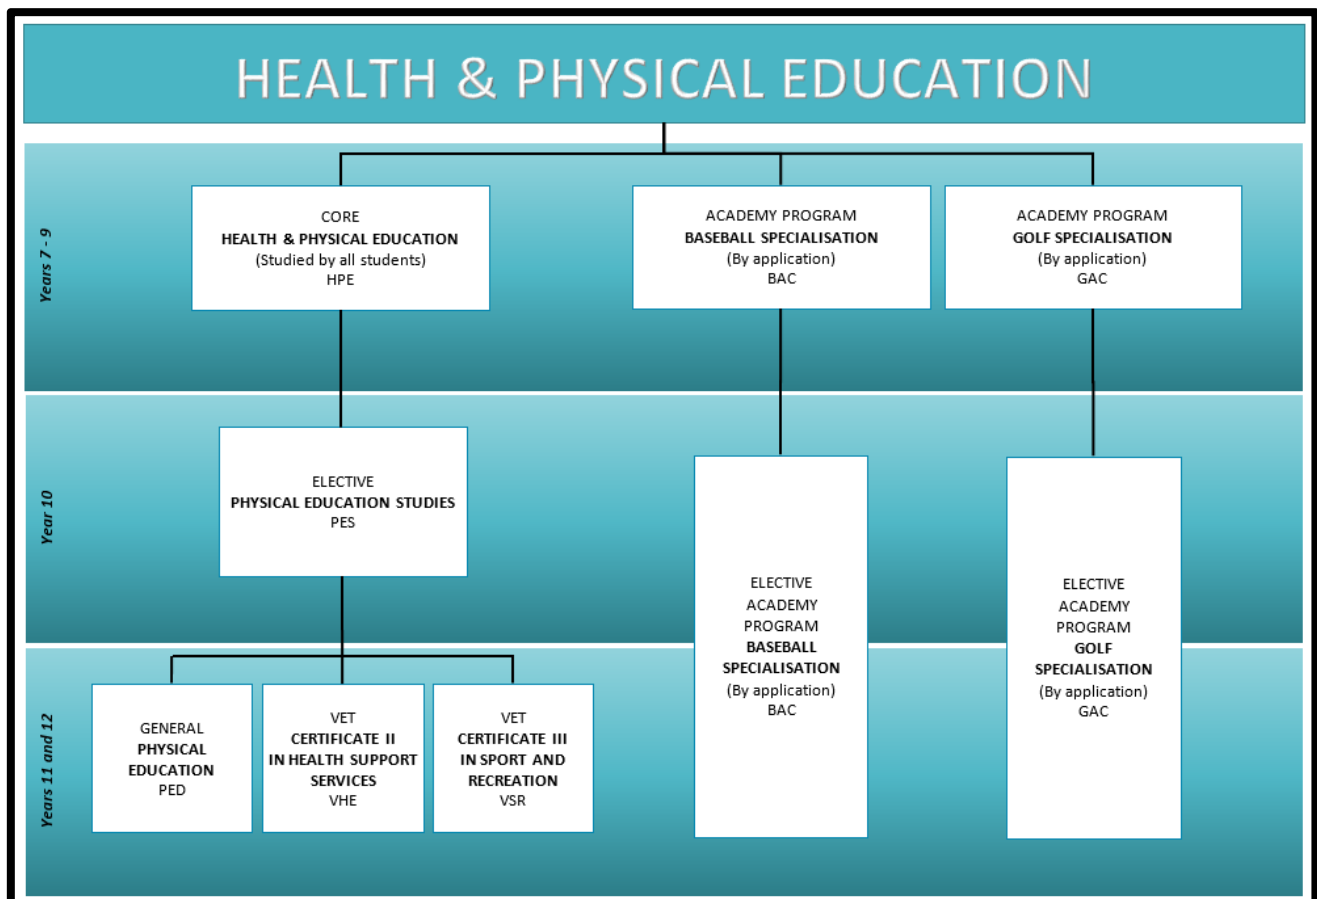 HEALTH & PHYSICAL EDUCATION
Years 7 - 9
CORE
HEALTH & PHYSICAL EDUCATION
(Studied by all students)
HPE
ACADEMY PROGRAM
BASEBALL SPECIALISATION
(By application)
BAC
ACADEMY PROGRAM
GOLF SPECIALISATION
(By application)
GAC
Year 10
ELECTIVE
PHYSICAL EDUCATION STUDIES
PES
ELECTIVE
ACADEMY
PROGRAM
BASEBALL
SPECIALISATION
(By application)
BAC
ELECTIVE
ACADEMY
PROGRAM
GOLF
SPECIALISATION
(By application)
GAC
Years 11 and 12
GENERAL
PHYSICAL
EDUCATION
PED
VET
CERTIFICATE II
IN HEALTH SUPPORT
SERVICES
VHE
VET
CERTIFICATE III
IN SPORT AND
RECREATION
VSR